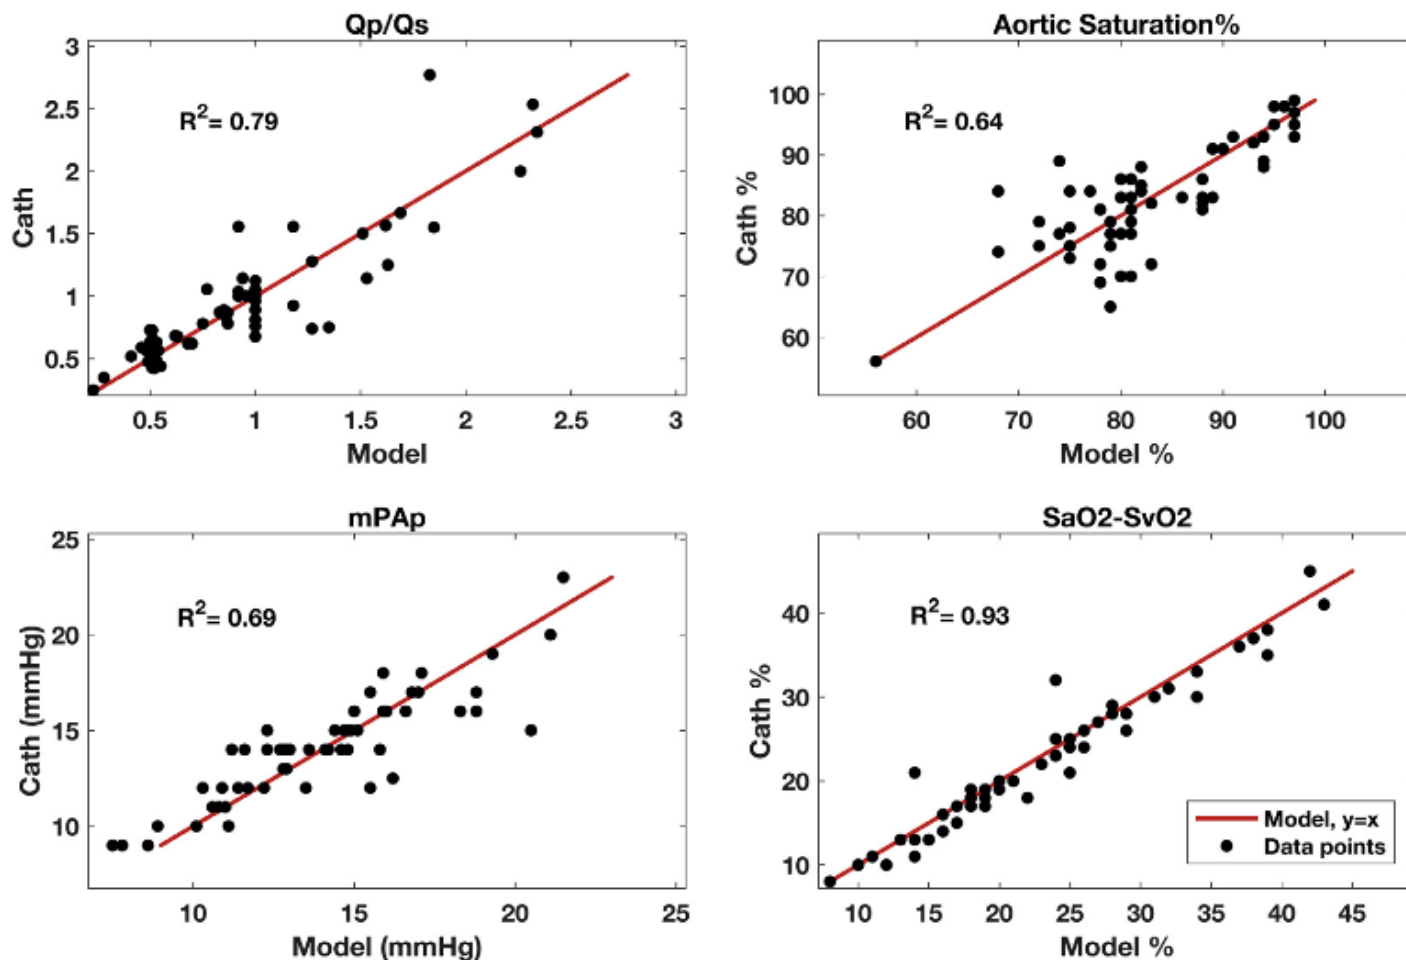 Qp/Qs
3
2.5
2
1.5
1
0.5
Cath
R²= 0.79
0.5 1 1.5 2 2.5 3
Model
Aortic Saturation%
100
90
80
70
60
Cath %
R²= 0.64
60 70 80 90 100
Model %
mPAp
25
20
15
10
Cath (mmHg)
R²= 0.69
10 15 20 25
Model (mmHg)
SaO2-SvO2
40
30
20
10
Cath %
R²= 0.93
Model, y=x
Data points
10 15 20 25 30 35 40 45
Model %